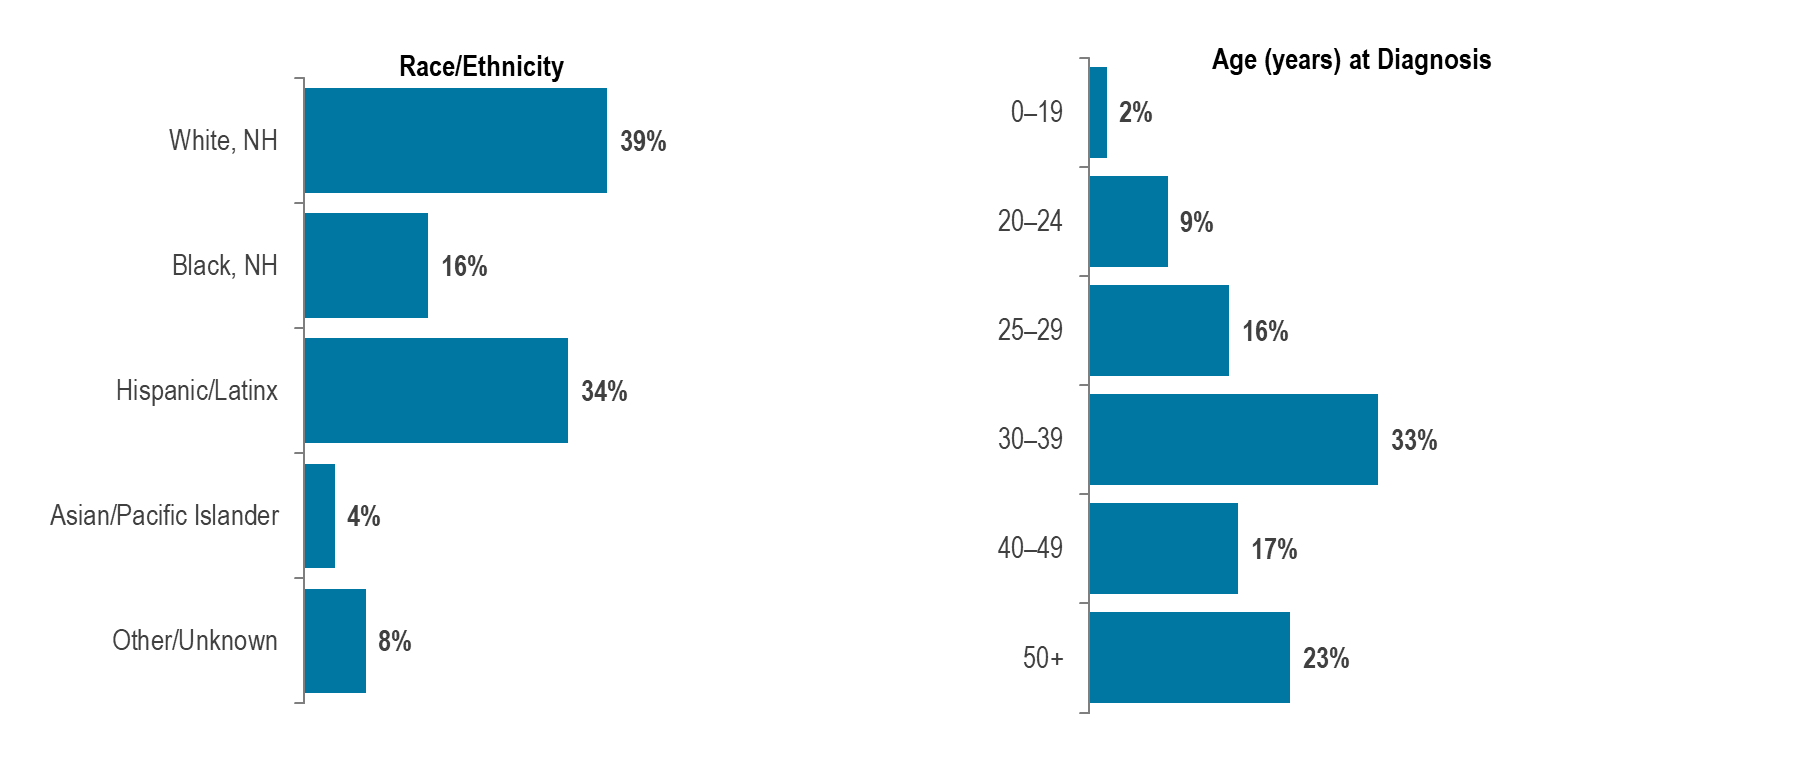 Race/Ethnicity
White, NH 39%
Black, NH 16%
Hispanic/Latinx 34%
Asian/Pacific Islander 4%
Other/Unknown 8%
Age (years) at Diagnosis
0–19 2%
20–24 9%
25–29 16%
30–39 33%
40–49 17%
50+ 23%